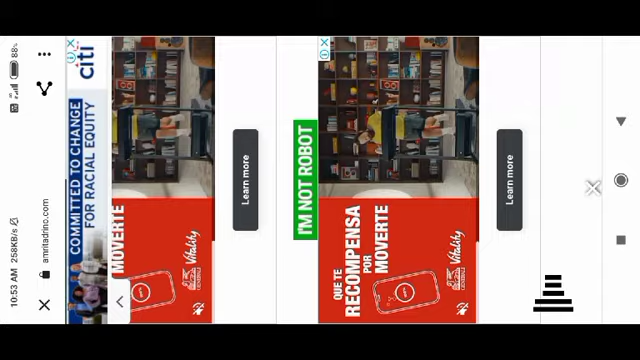 10:53 AM 258KB/s
88%
amritadrino.com
citi
COMMITTED TO CHANGE
FOR RACIAL EQUITY
MOVERTE
Vitality
Learn more
I'M NOT ROBOT
QUE TE
RECOMPENSA
POR
MOVERTE
Vitality
Learn more